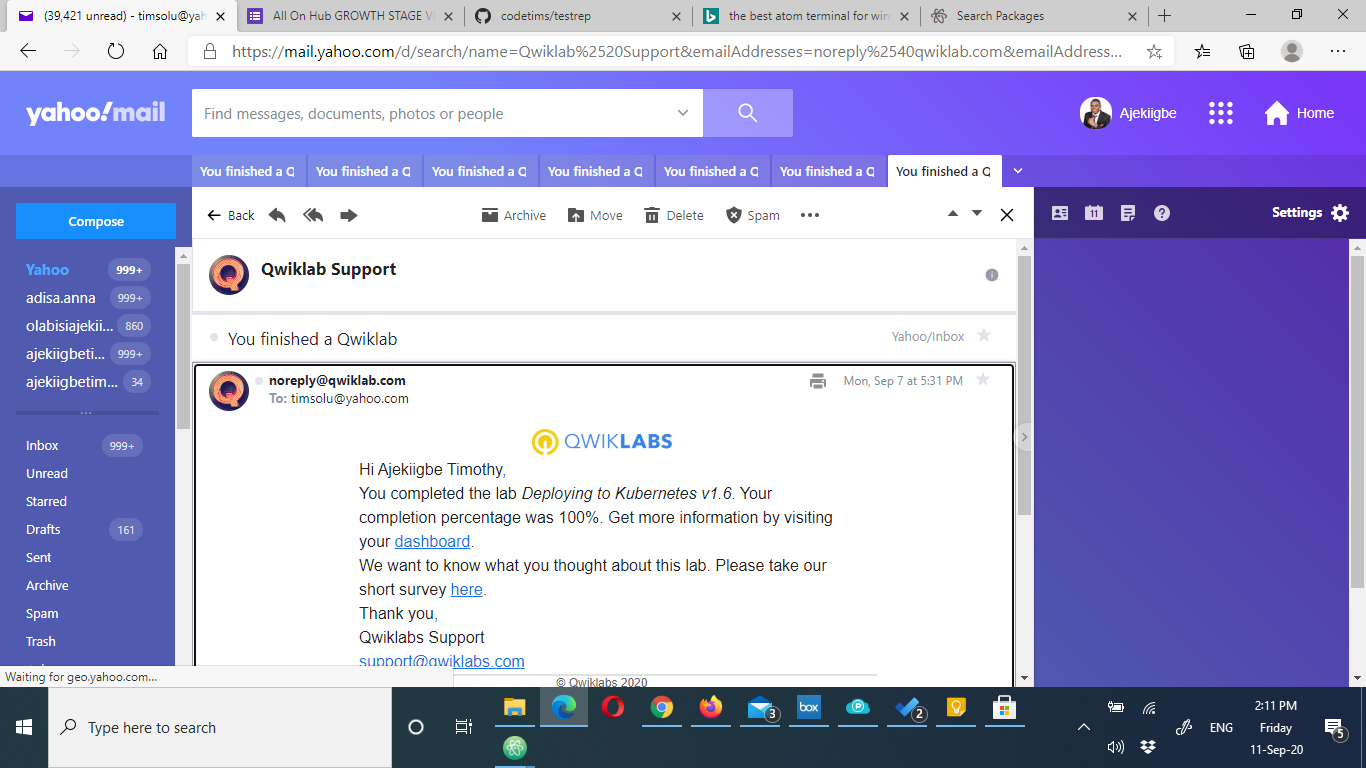 (39,421 unread) - timsolu@yah
All On Hub GROWTH STAGE V
codetims/testrep
the best atom terminal for win
Search Packages
https://mail.yahoo.com/d/search/name=Qwiklab%2520Support&emailAddresses=noreply%2540qwiklab.com&emailAddress...
yahoo!mail
Find messages, documents, photos or people
Ajekiigbe
Home
You finished a Q
You finished a Q
You finished a Q
You finished a Q
You finished a Q
You finished a Q
You finished a Q
Compose
Back
Archive
Move
Delete
Spam
11
Settings
Yahoo 999+
adisa.anna 999+
olabisiajekii... 860
ajekiigbeti... 999+
ajekiigbetim... 34
Inbox 999+
Unread
Starred
Drafts 161
Sent
Archive
Spam
Trash
Qwiklab Support
You finished a Qwiklab
Yahoo/Inbox
noreply@qwiklab.com
Mon, Sep 7 at 5:31 PM
To: timsolu@yahoo.com
QWIKLABS
Hi Ajekiigbe Timothy,
You completed the lab Deploying to Kubernetes v1.6. Your
completion percentage was 100%. Get more information by visiting
your dashboard.
We want to know what you thought about this lab. Please take our
short survey here.
Thank you,
Qwiklabs Support
support@qwiklabs.com
© Qwiklabs 2020
Waiting for geo.yahoo.com...
Type here to search
3
box
2
ENG
2:11 PM
Friday
11-Sep-20
5